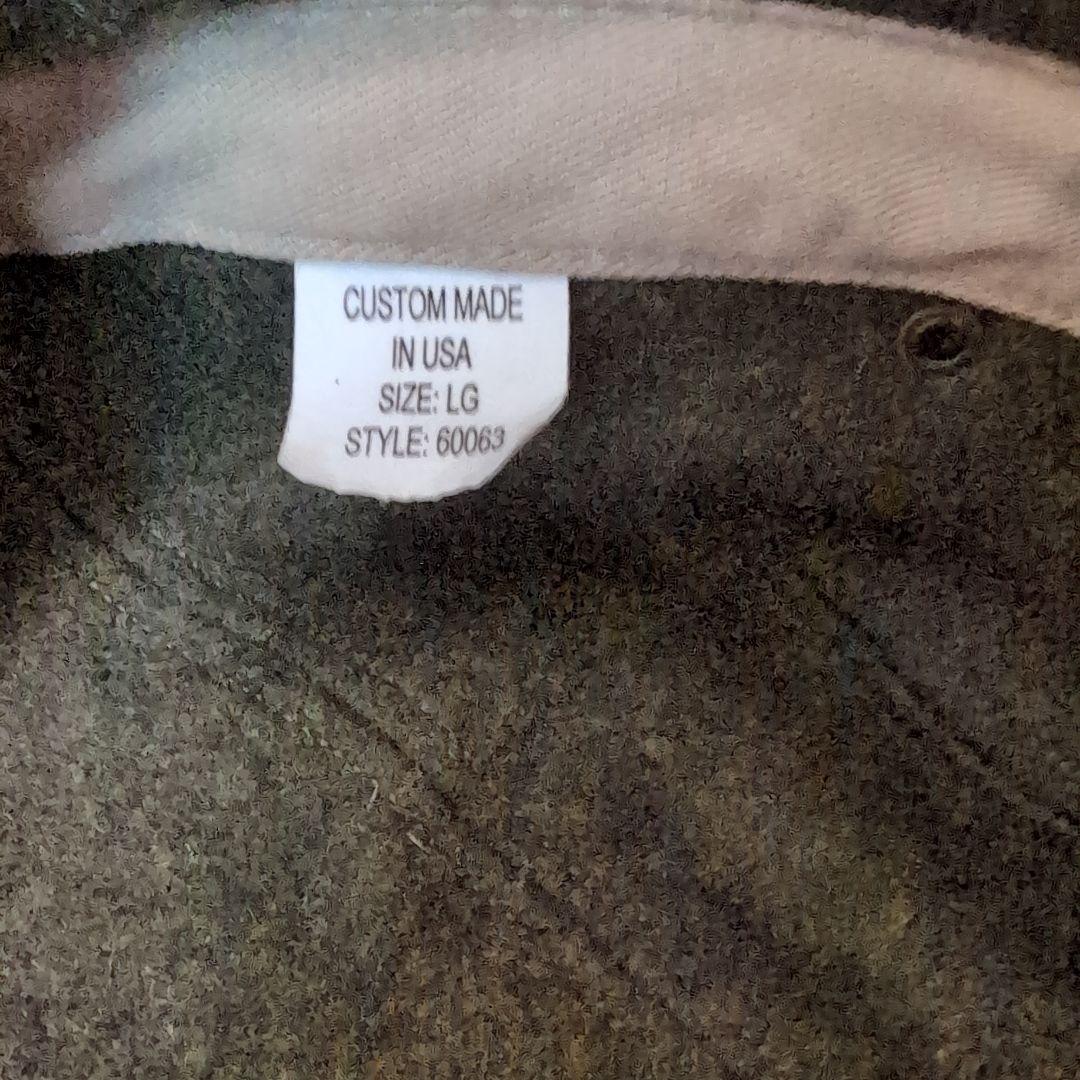 CUSTOM MADE
IN USA
SIZE: LG
STYLE: 60063